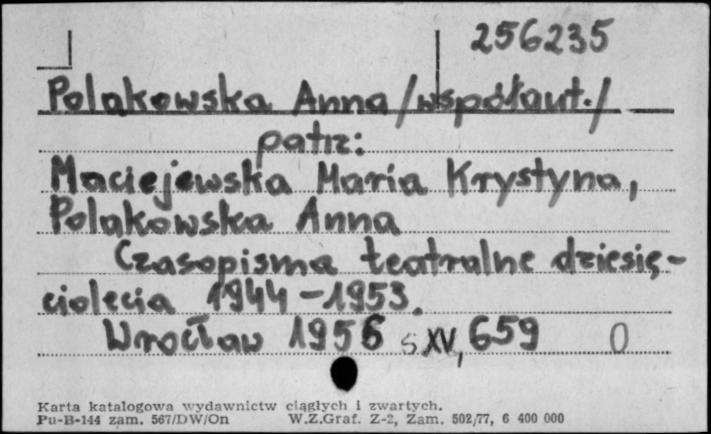 256235
Polakowska Anna /współaut./
patrz:
Maciejewska Maria Krystyna,
Polakowska Anna
Czasopisma teatralne dziesię-
ciolecia 1944-1953.
Wrocław 1956 s XV, 659 0
Karta katalogowa wydawnictw ciągłych i zwartych.
Pu-B-144 zam. 567/DW/On W.Z.Graf. Z-2, Zam. 502/77, 6 400 000